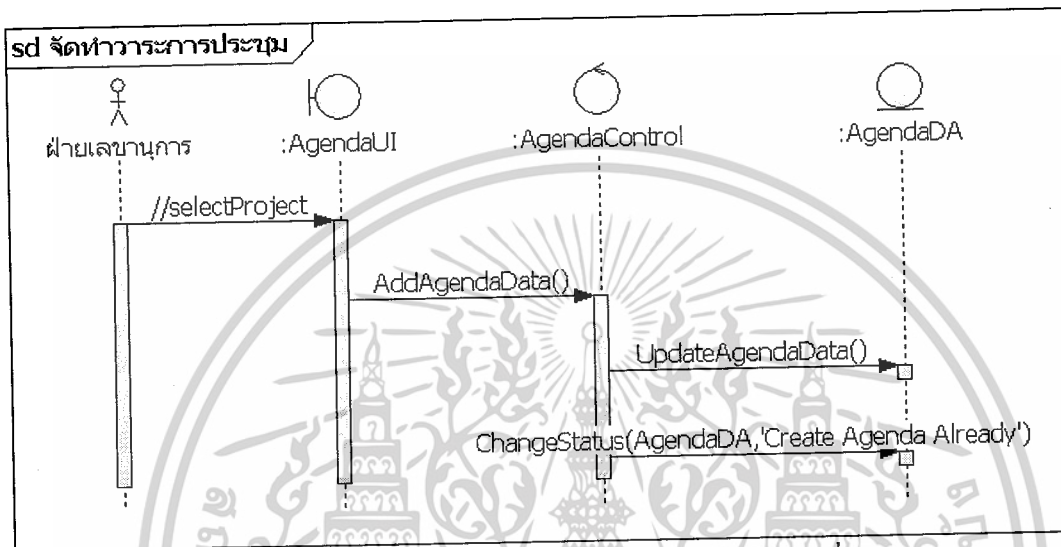 sd จัดทำวาระการประชุม
ฝ่ายเลขานุการ
:AgendaUI
:AgendaControl
:AgendaDA
//selectProject
AddAgendaData()
UpdateAgendaData()
ChangeStatus(AgendaDA,'Create Agenda Already')